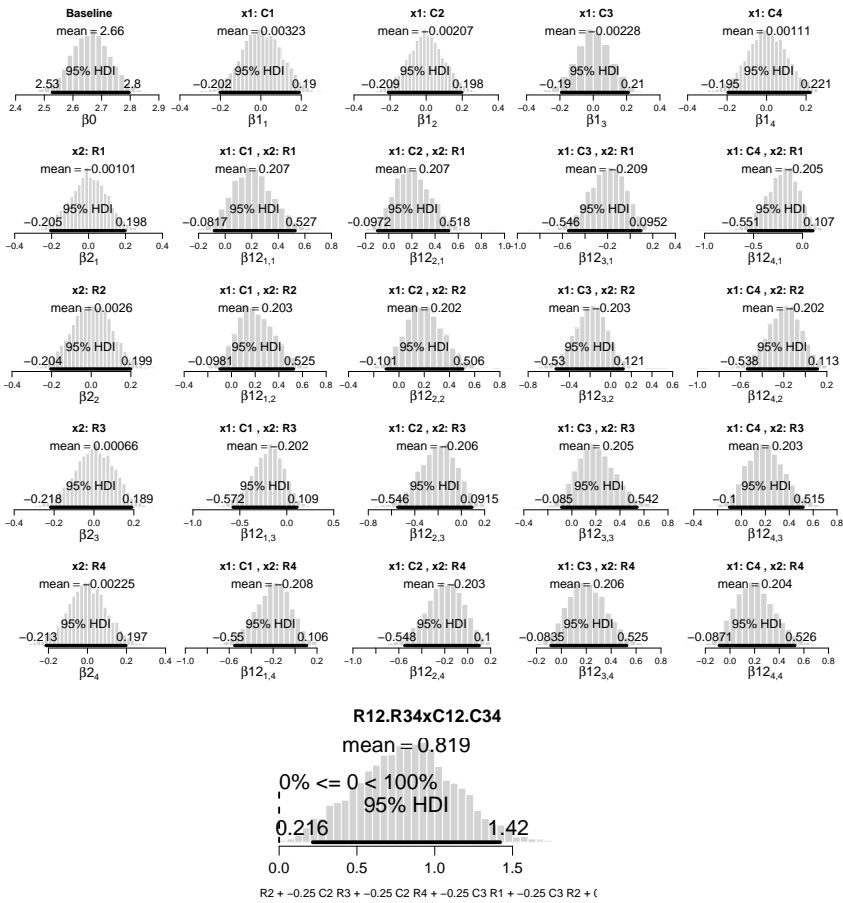 Baseline x1: C1 x1: C2 x1: C3 x1: C4
mean = 2.66 mean = 0.00323 mean = −0.00207 mean = −0.00228 mean = 0.00111
95% HDI 95% HDI 95% HDI 95% HDI 95% HDI
2.53 2.8 −0.202 0.19 −0.209 0.198 −0.19 0.21 −0.195 0.221
2.4 2.5 2.6 2.7 2.8 2.9 −0.4 −0.2 0.0 0.2 0.4 −0.4 −0.2 0.0 0.2 0.4 −0.4 −0.2 0.0 0.2 0.4 −0.4 −0.2 0.0 0.2 0.4
β0 β1₁ β1₂ β1₃ β1₄
x2: R1 x1: C1 , x2: R1 x1: C2 , x2: R1 x1: C3 , x2: R1 x1: C4 , x2: R1
mean = −0.00101 mean = 0.207 mean = 0.207 mean = −0.209 mean = −0.205
95% HDI 95% HDI 95% HDI 95% HDI 95% HDI
−0.205 0.198 −0.0817 0.527 −0.0972 0.518 −0.546 0.0952 −0.551 0.107
−0.4 −0.2 0.0 0.2 0.4 −0.2 0.0 0.2 0.4 0.6 0.8 −0.2 0.0 0.2 0.4 0.6 0.8 1.0 −1.0 −0.6 −0.2 0.0 0.2 0.4 −1.0 −0.5 0.0
β2₁ β12₁,₁ β12₂,₁ β12₃,₁ β12₄,₁
x2: R2 x1: C1 , x2: R2 x1: C2 , x2: R2 x1: C3 , x2: R2 x1: C4 , x2: R2
mean = 0.0026 mean = 0.203 mean = 0.202 mean = −0.203 mean = −0.202
95% HDI 95% HDI 95% HDI 95% HDI 95% HDI
−0.204 0.199 −0.0981 0.525 −0.101 0.506 −0.53 0.121 −0.538 0.113
−0.4 −0.2 0.0 0.2 0.4 −0.4 0.0 0.2 0.4 0.6 0.8 −0.4 0.0 0.2 0.4 0.6 0.8 −0.8 −0.4 0.0 0.2 0.4 0.6 −1.0 −0.6 −0.2 0.2
β2₂ β12₁,₂ β12₂,₂ β12₃,₂ β12₄,₂
x2: R3 x1: C1 , x2: R3 x1: C2 , x2: R3 x1: C3 , x2: R3 x1: C4 , x2: R3
mean = 0.00066 mean = −0.202 mean = −0.206 mean = 0.205 mean = 0.203
95% HDI 95% HDI 95% HDI 95% HDI 95% HDI
−0.218 0.189 −0.572 0.109 −0.546 0.0915 −0.085 0.542 −0.1 0.515
−0.4 −0.2 0.0 0.2 0.4 −1.0 −0.5 0.0 0.5 −0.8 −0.4 0.0 0.2 −0.4 0.0 0.2 0.4 0.6 0.8 −0.4 0.0 0.2 0.4 0.6 0.8
β2₃ β12₁,₃ β12₂,₃ β12₃,₃ β12₄,₃
x2: R4 x1: C1 , x2: R4 x1: C2 , x2: R4 x1: C3 , x2: R4 x1: C4 , x2: R4
mean = −0.00225 mean = −0.208 mean = −0.203 mean = 0.206 mean = 0.204
95% HDI 95% HDI 95% HDI 95% HDI 95% HDI
−0.213 0.197 −0.55 0.106 −0.548 0.1 −0.0835 0.525 −0.0871 0.526
−0.4 −0.2 0.0 0.2 0.4 −1.0 −0.6 −0.2 0.2 −1.0 −0.6 −0.2 0.2 −0.2 0.0 0.2 0.4 0.6 0.8 −0.2 0.0 0.2 0.4 0.6 0.8
β2₄ β12₁,₄ β12₂,₄ β12₃,₄ β12₄,₄
R12.R34xC12.C34
mean = 0.819
0% <= 0 < 100%
95% HDI
0.216 1.42
0.0 0.5 1.0 1.5
R2 + −0.25 C2 R3 + −0.25 C2 R4 + −0.25 C3 R1 + −0.25 C3 R2 +